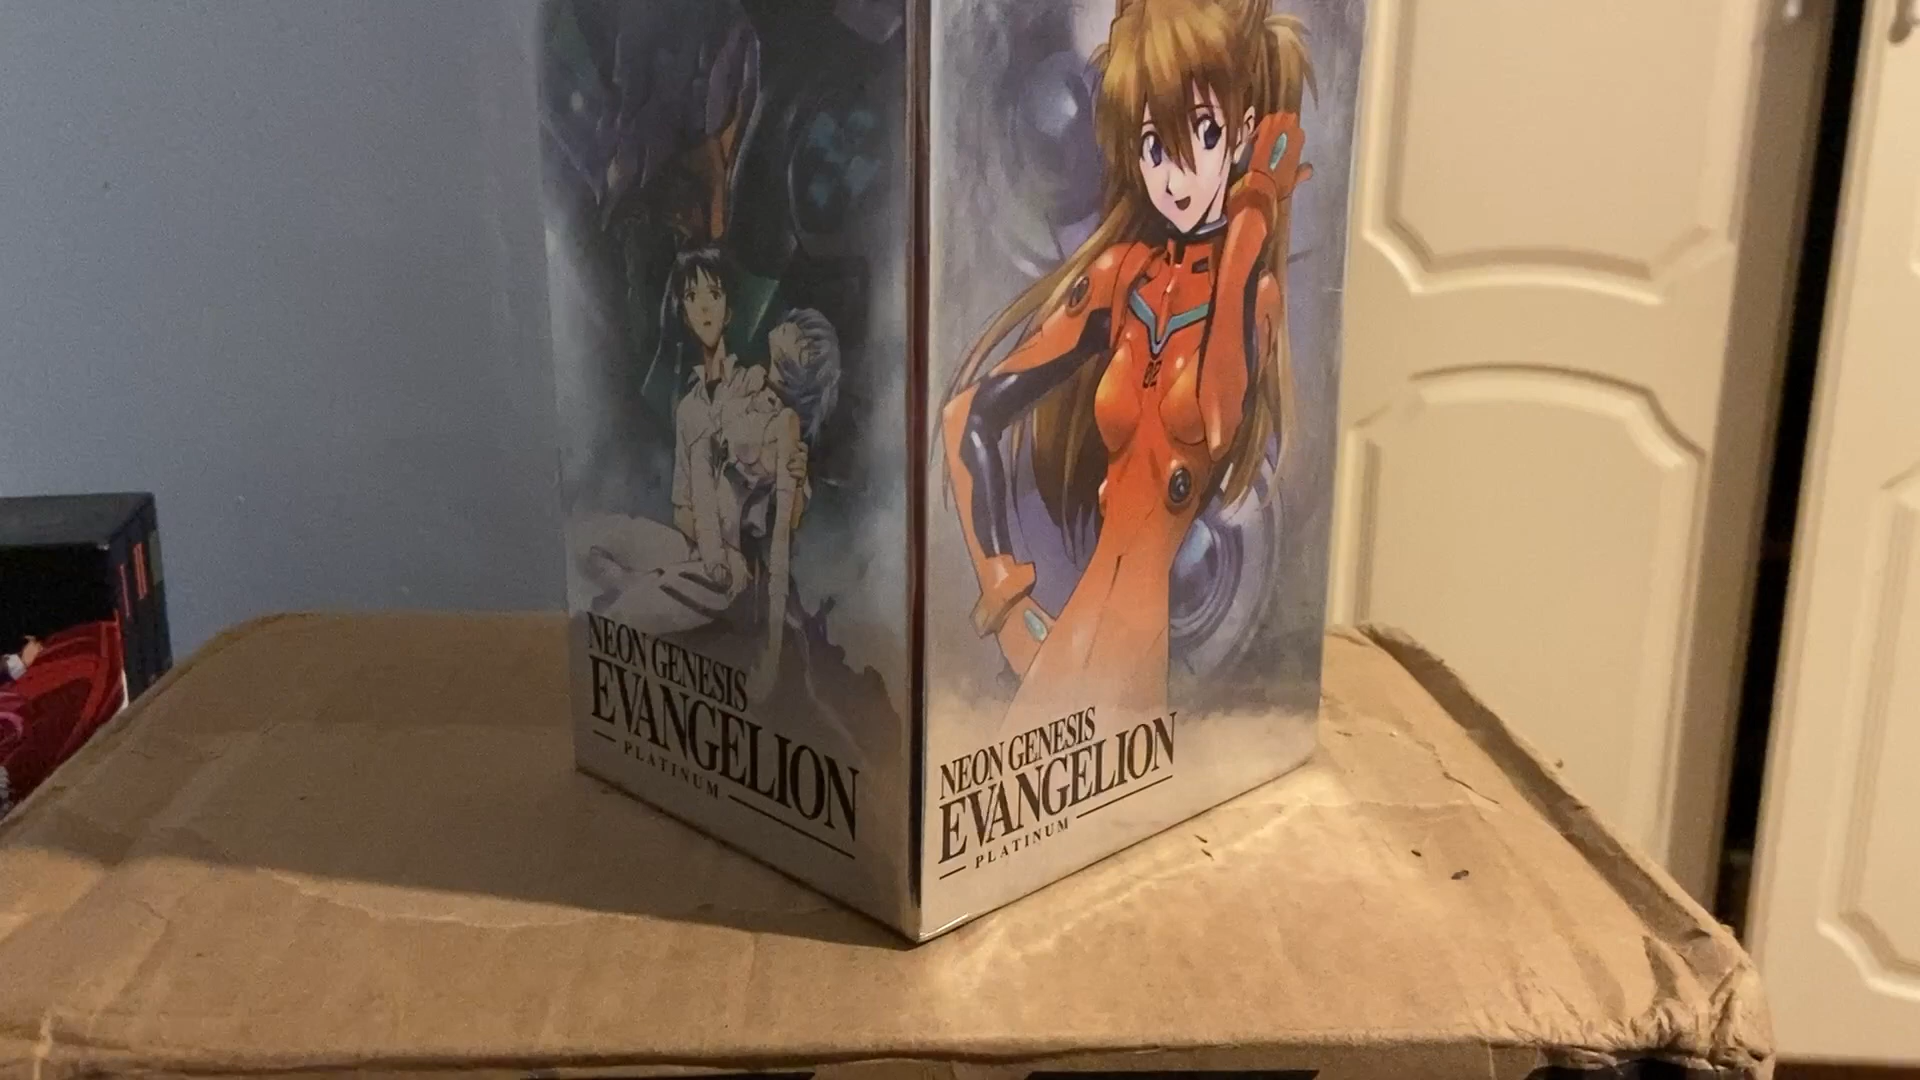 NEON GENESIS
EVANGELION
PLATINUM
02
NEON GENESIS
EVANGELION
PLATINUM